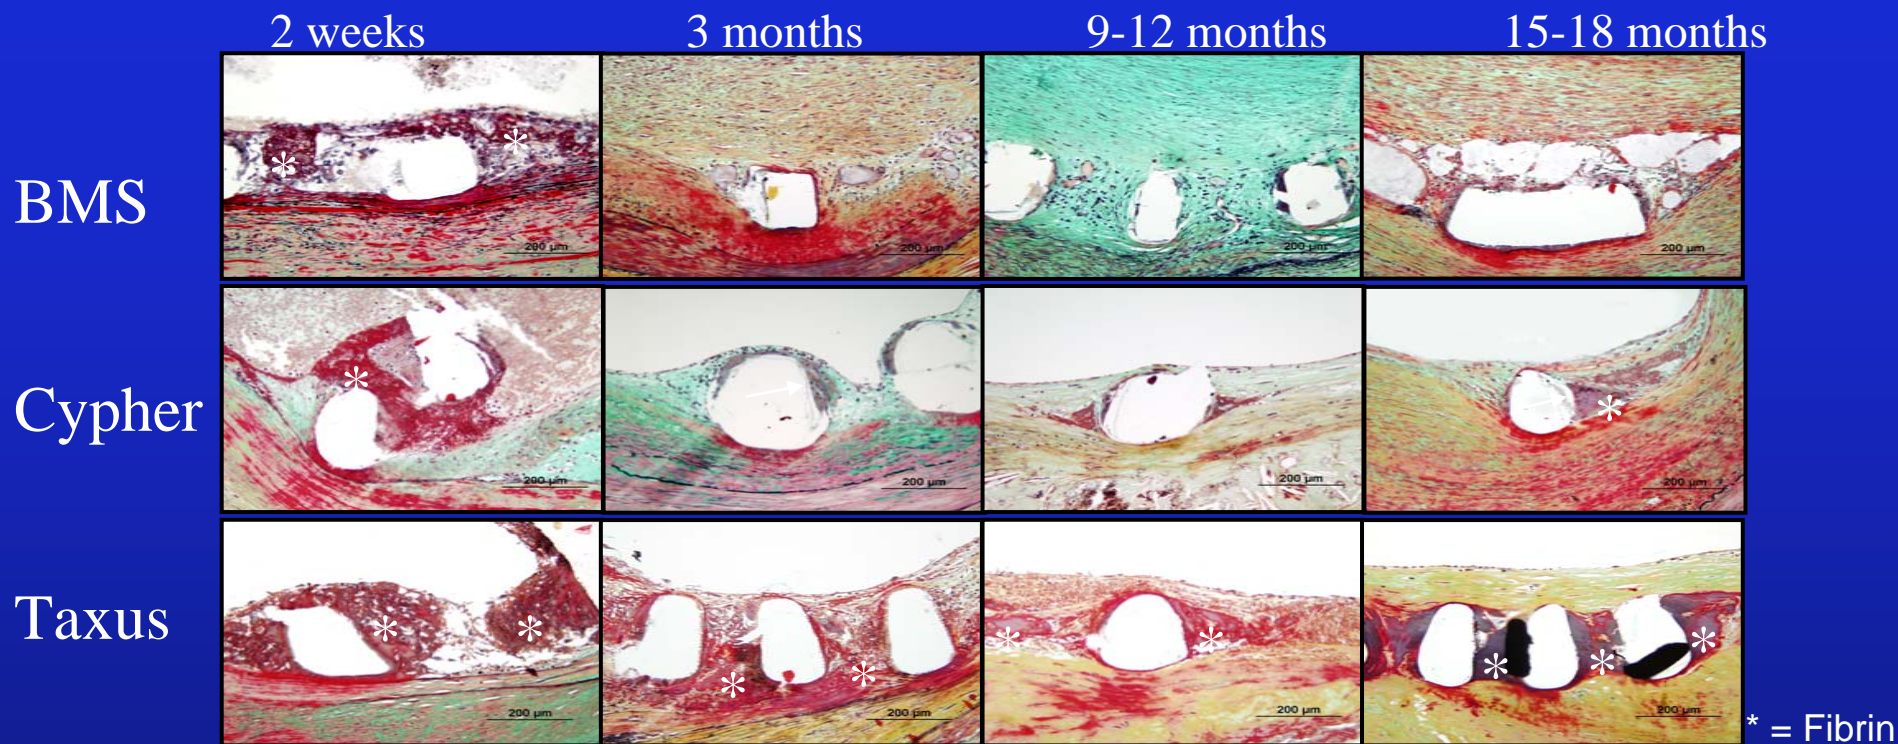 2 weeks 3 months 9-12 months 15-18 months
BMS
* *
200 µm 200 µm 200 µm 200 µm
Cypher
* *
200 µm 200 µm 200 µm 200 µm
Taxus
* * * * * * * * *
200 µm 200 µm 200 µm 200 µm
* = Fibrin